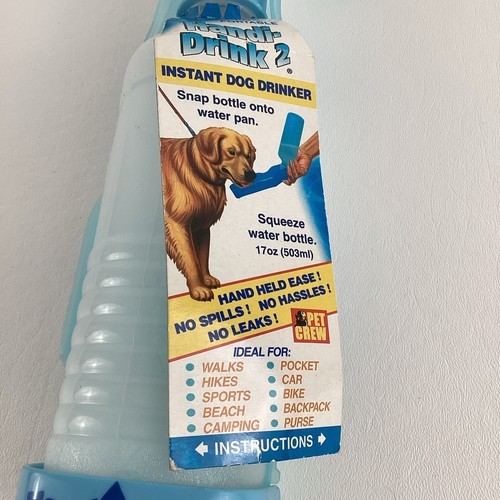 PORTABLE
Handi-
Drink 2
®
INSTANT DOG DRINKER
Snap bottle onto
water pan.
Squeeze
water bottle.
17oz (503ml)
HAND HELD EASE!
NO SPILLS! NO HASSLES!
NO LEAKS!
PET
CREW
IDEAL FOR:
WALKS
HIKES
SPORTS
BEACH
CAMPING
POCKET
CAR
BIKE
BACKPACK
PURSE
INSTRUCTIONS